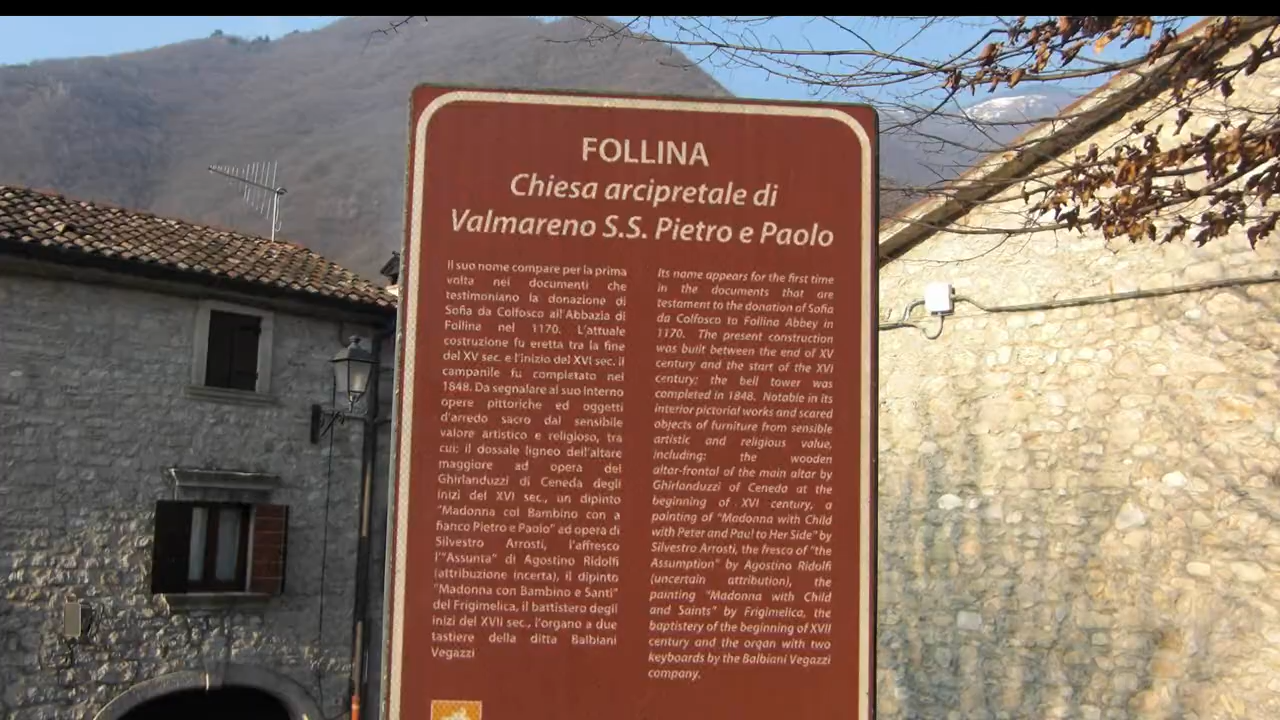 FOLLINA
Chiesa arcipretale di
Valmareno S.S. Pietro e Paolo
Il suo nome compare per la prima
volta nei documenti che
testimoniano la donazione di
Sofia da Colfosco all'Abbazia di
Follina nel 1170. L'attuale
costruzione fu eretta tra la fine
del XV sec. e l'inizio del XVI sec. il
campanile fu completato nel
1848. Da segnalare al suo interno
opere pittoriche ed oggetti
d'arredo sacro dal sensibile
valore artistico e religioso, tra
cui: il dossale ligneo dell'altare
maggiore ad opera dei
Ghirlanduzzi di Ceneda degli
inizi del XVI sec., un dipinto
"Madonna col Bambino con a
fianco Pietro e Paolo" ad opera di
Silvestro Arrosti, l'affresco
l'"Assunta" di Agostino Ridolfi
(attribuzione incerta), il dipinto
"Madonna con Bambino e Santi"
del Frigimelica, il battistero degli
inizi del XVII sec., l'organo a due
tastiere della ditta Balbiani
Vegazzi
Its name appears for the first time
in the documents that are
testament to the donation of Sofia
da Colfosco to Follina Abbey in
1170. The present construction
was built between the end of XV
century and the start of the XVI
century; the bell tower was
completed in 1848. Notable in its
interior pictorial works and scared
objects of furniture from sensible
artistic and religious value,
including: the wooden
altar-frontal of the main altar by
Ghirlanduzzi of Ceneda at the
beginning of XVI century, a
painting of "Madonna with Child
with Peter and Paul to Her Side" by
Silvestro Arrosti, the fresco of "the
Assumption" by Agostino Ridolfi
(uncertain attribution), the
painting "Madonna with Child
and Saints" by Frigimelica, the
baptistery of the beginning of XVII
century and the organ with two
keyboards by the Balbiani Vegazzi
company.